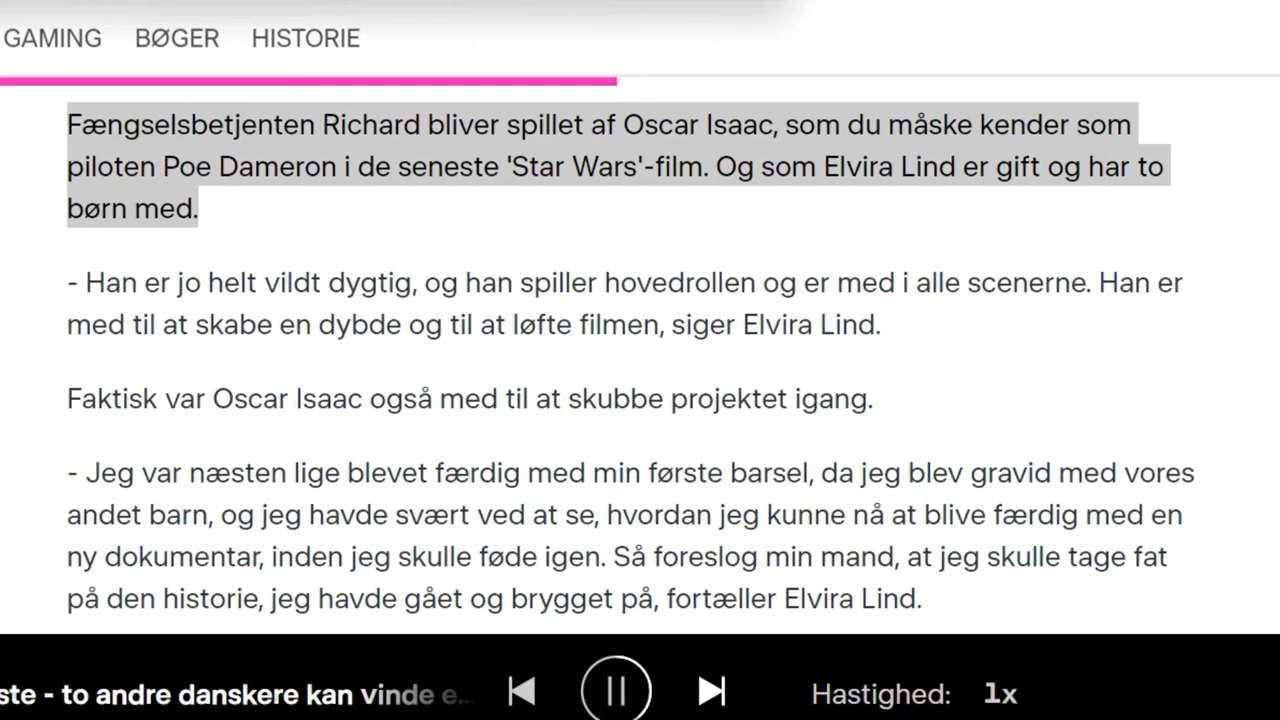 GAMING BØGER HISTORIE
Fængselsbetjenten Richard bliver spillet af Oscar Isaac, som du måske kender som
piloten Poe Dameron i de seneste 'Star Wars'-film. Og som Elvira Lind er gift og har to
børn med.
- Han er jo helt vildt dygtig, og han spiller hovedrollen og er med i alle scenerne. Han er
med til at skabe en dybde og til at løfte filmen, siger Elvira Lind.
Faktisk var Oscar Isaac også med til at skubbe projektet igang.
- Jeg var næsten lige blevet færdig med min første barsel, da jeg blev gravid med vores
andet barn, og jeg havde svært ved at se, hvordan jeg kunne nå at blive færdig med en
ny dokumentar, inden jeg skulle føde igen. Så foreslog min mand, at jeg skulle tage fat
på den historie, jeg havde gået og brygget på, fortæller Elvira Lind.
ste - to andre danskere kan vinde e... Hastighed: 1x